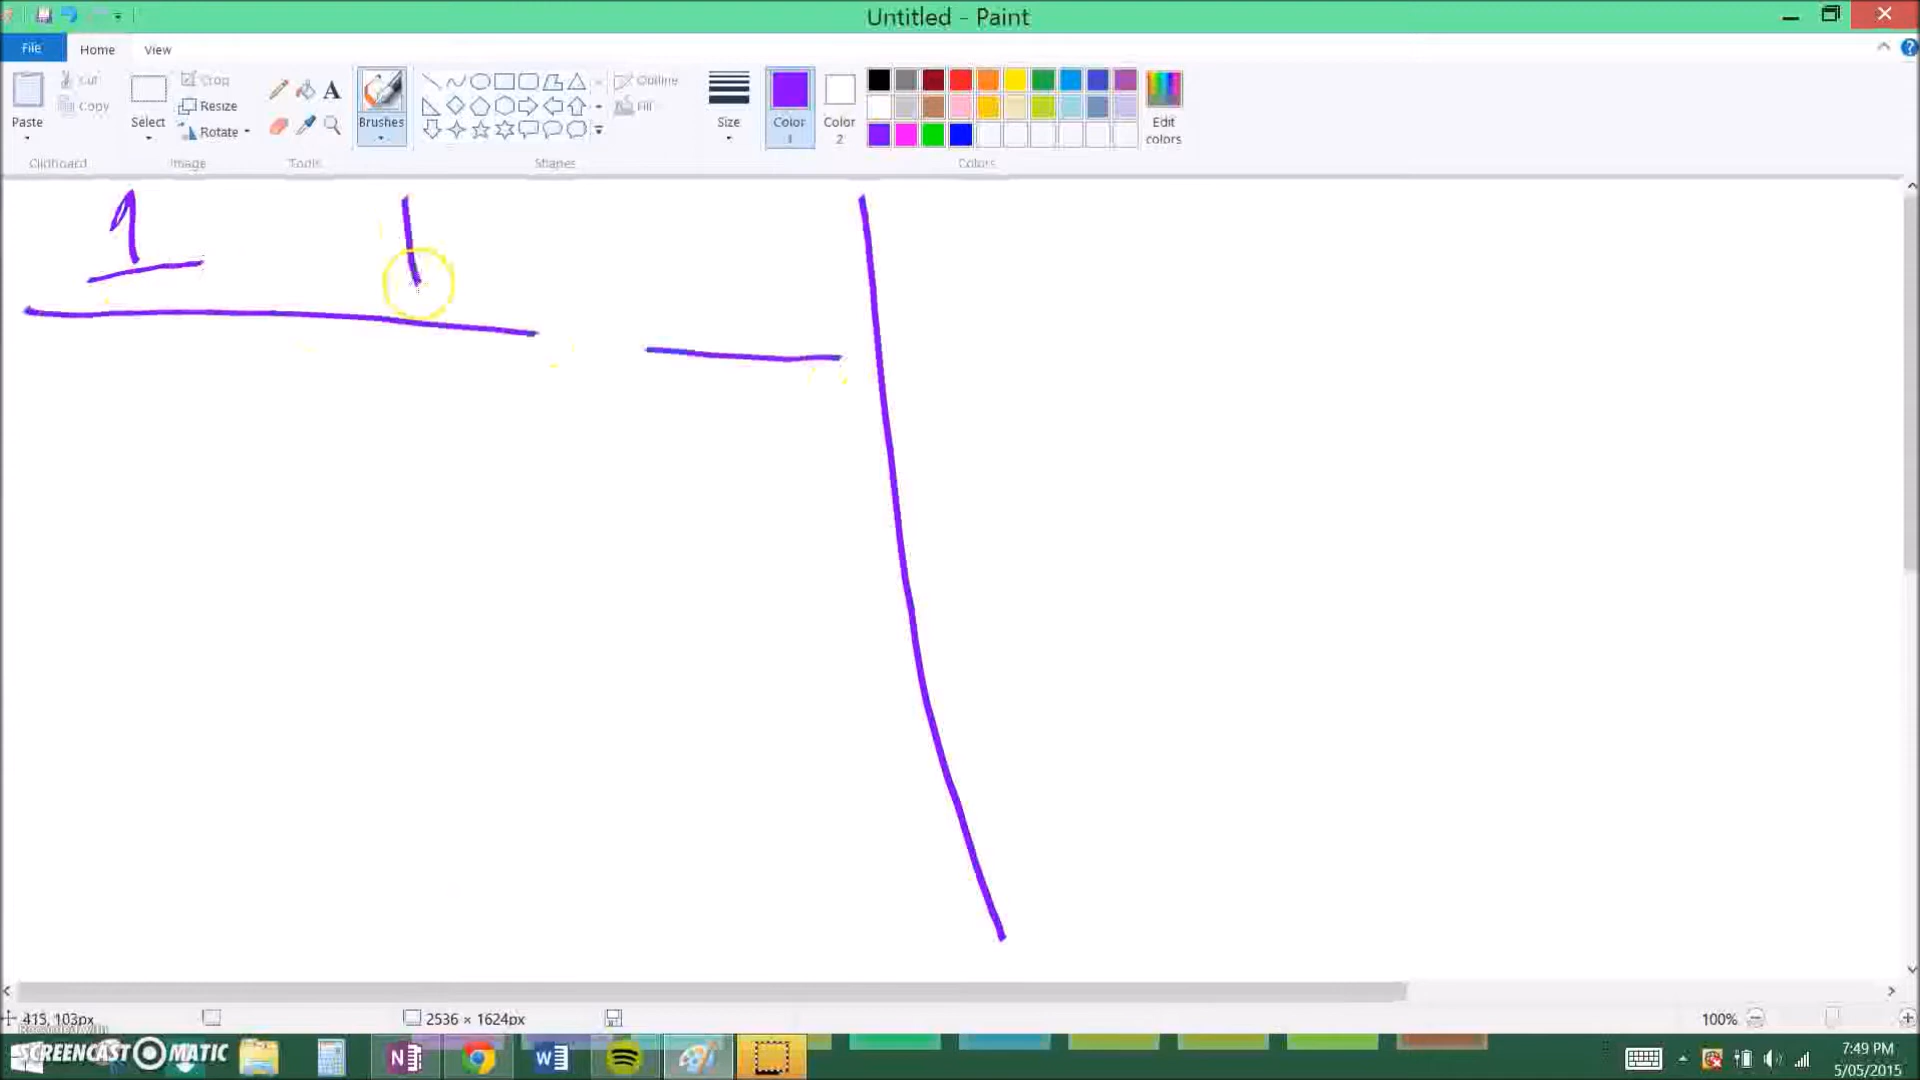 Untitled - Paint
File Home View
Paste
Cut
Copy
Clipboard
Select
Crop
Resize
Rotate
Image
A
Tools
Brushes
Outline
Fill
Shapes
Size
Color 1
Color 2
Colors
Edit colors
1
415, 103px
2536 × 1624px
100%
SCREENCAST MATIC
7:49 PM
5/05/2015